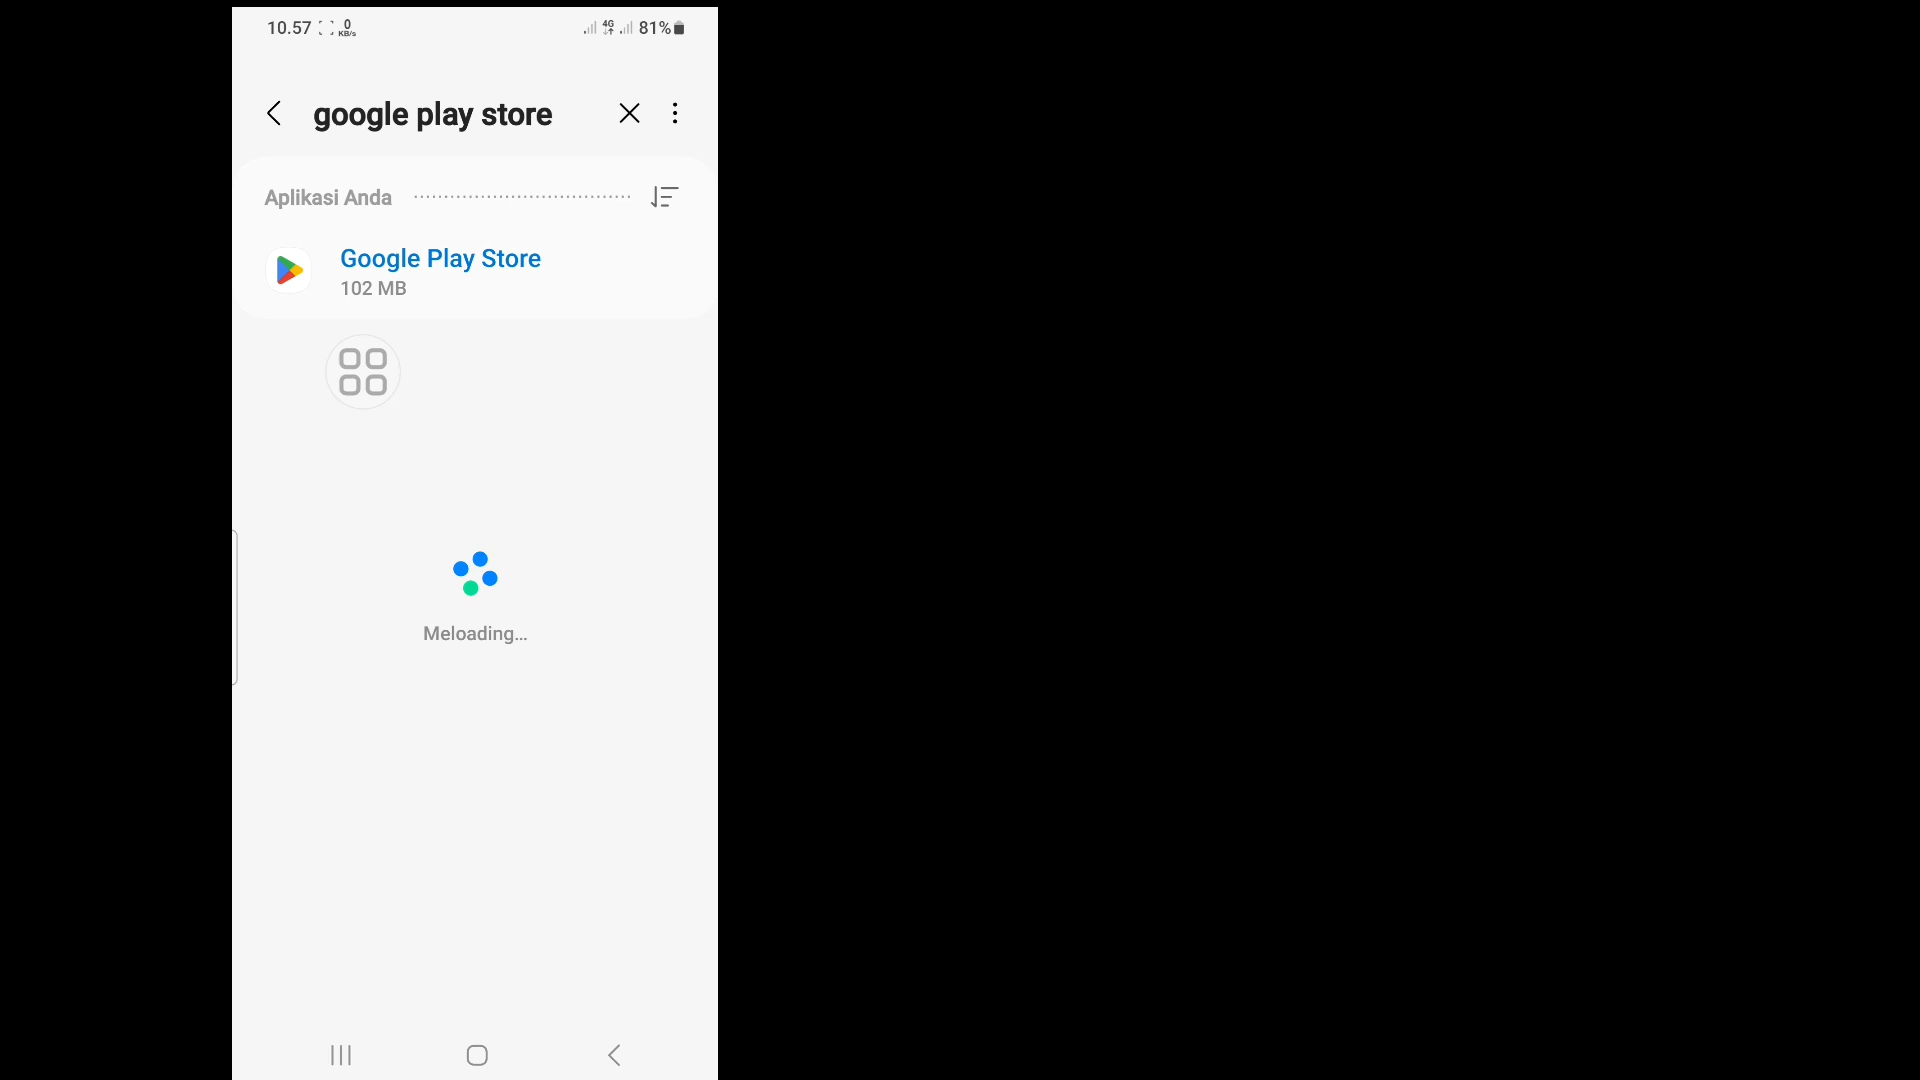 10.57 0 KB/s 4G 81%
google play store
Aplikasi Anda
Google Play Store
102 MB
Meloading...